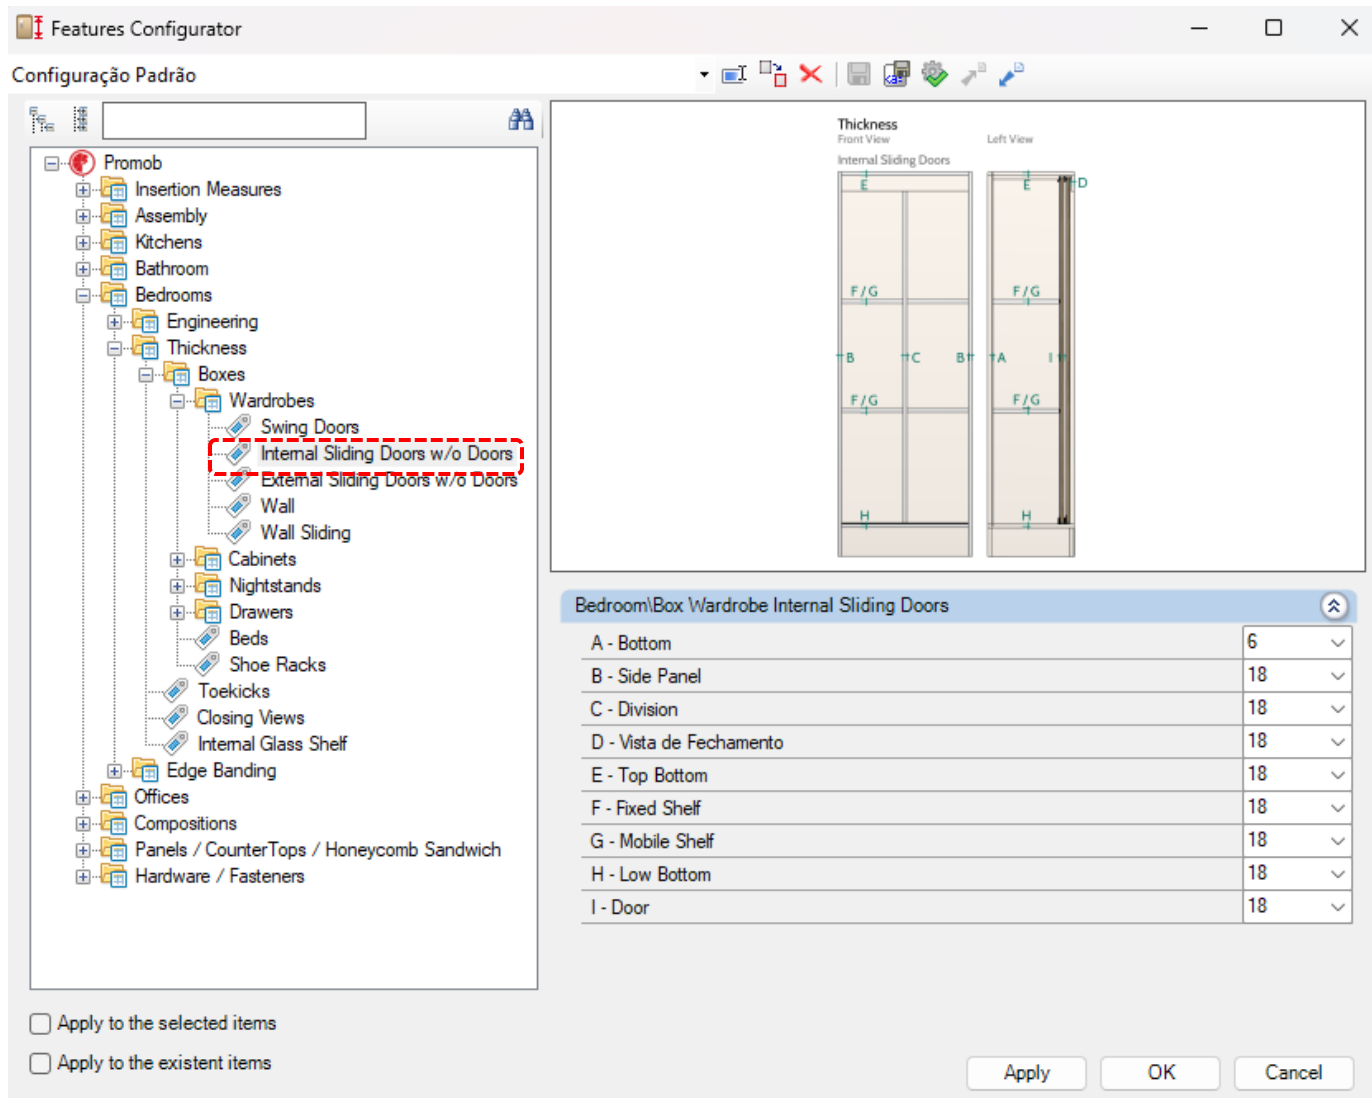 Features Configurator
Configuração Padrão
Promob
Insertion Measures
Assembly
Kitchens
Bathroom
Bedrooms
Engineering
Thickness
Boxes
Wardrobes
Swing Doors
Internal Sliding Doors w/o Doors
External Sliding Doors w/o Doors
Wall
Wall Sliding
Cabinets
Nightstands
Drawers
Beds
Shoe Racks
Toekicks
Closing Views
Internal Glass Shelf
Edge Banding
Offices
Compositions
Panels / CounterTops / Honeycomb Sandwich
Hardware / Fasteners
Thickness
Front View Left View
Internal Sliding Doors
E E D
F/G F/G
B C B A I
F/G F/G
H H
Bedroom\Box Wardrobe Internal Sliding Doors
A - Bottom 6
B - Side Panel 18
C - Division 18
D - Vista de Fechamento 18
E - Top Bottom 18
F - Fixed Shelf 18
G - Mobile Shelf 18
H - Low Bottom 18
I - Door 18
Apply to the selected items
Apply to the existent items
Apply OK Cancel